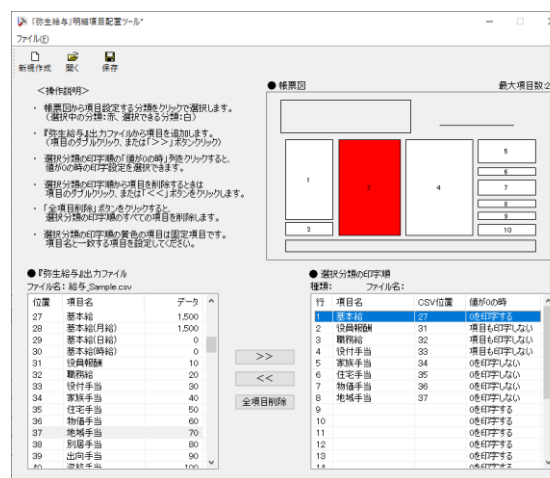 『弥生給与』明細項目配置ツール*
ファイル(F)
新規作成 開く 保存
＜操作説明＞
・ 帳票図から項目設定する分類をクリックで選択します。
（選択中の分類：赤、選択できる分類：白）
・ 『弥生給与』出力ファイルから項目を追加します。
（項目のダブルクリック、または「>>」ボタンクリック）
・ 選択分類の印字順の「値が0の時」列をクリックすると、
値が0の時の印字設定を選択できます。
・ 選択分類の印字順から項目を削除するときは
項目のダブルクリック、または「<<」ボタンをクリックします。
・ 「全項目削除」ボタンをクリックすると、
選択分類の印字順のすべての項目を削除します。
・ 選択分類の印字順の黄色の項目は固定項目です。
項目名と一致する項目を設定してください。
● 帳票図 最大項目数:2
1
2
3
4
5
6
7
8
9
10
● 『弥生給与』出力ファイル
ファイル名： 給与_Sample.csv
位置 項目名 データ
27 基本給 1,500
28 基本給(月給) 1,500
29 基本給(日給) 0
30 基本給(時給) 0
31 役員報酬 10
32 職務給 20
33 役付手当 30
34 家族手当 40
35 住宅手当 50
36 物価手当 60
37 地域手当 70
38 別居手当 80
39 出向手当 90
40 資格手当 100
>>
<<
全項目削除
● 選択分類の印字順
種類： ファイル名：
行 項目名 CSV位置 値が0の時
1 基本給 27 0を印字する
2 役員報酬 31 項目も印字しない
3 職務給 32 項目も印字しない
4 役付手当 33 項目も印字しない
5 家族手当 34 0を印字しない
6 住宅手当 35 0を印字しない
7 物価手当 36 0を印字しない
8 地域手当 37 0を印字しない
9 0を印字する
10 0を印字する
11 0を印字する
12 0を印字する
13 0を印字する
14 0を印字する